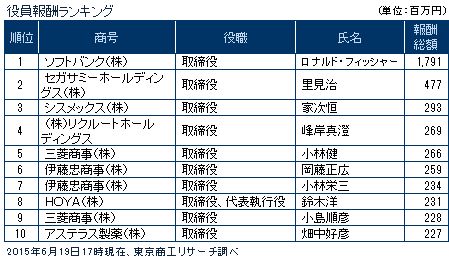 役員報酬ランキング （単位：百万円）
順位 商号 役職 氏名 報酬総額
1 ソフトバンク（株） 取締役 ロナルド・フィッシャー 1,791
2 セガサミーホールディングス（株） 取締役 里見治 477
3 シスメックス（株） 取締役 家次恒 293
4 （株）リクルートホールディングス 取締役 峰岸真澄 269
5 三菱商事（株） 取締役 小林健 266
6 伊藤忠商事（株） 取締役 岡藤正広 259
7 伊藤忠商事（株） 取締役 小林栄三 234
8 HOYA（株） 取締役、代表執行役 鈴木洋 231
9 三菱商事（株） 取締役 小島順彦 228
10 アステラス製薬（株） 取締役 畑中好彦 227
2015年6月19日17時現在、東京商工リサーチ調べ